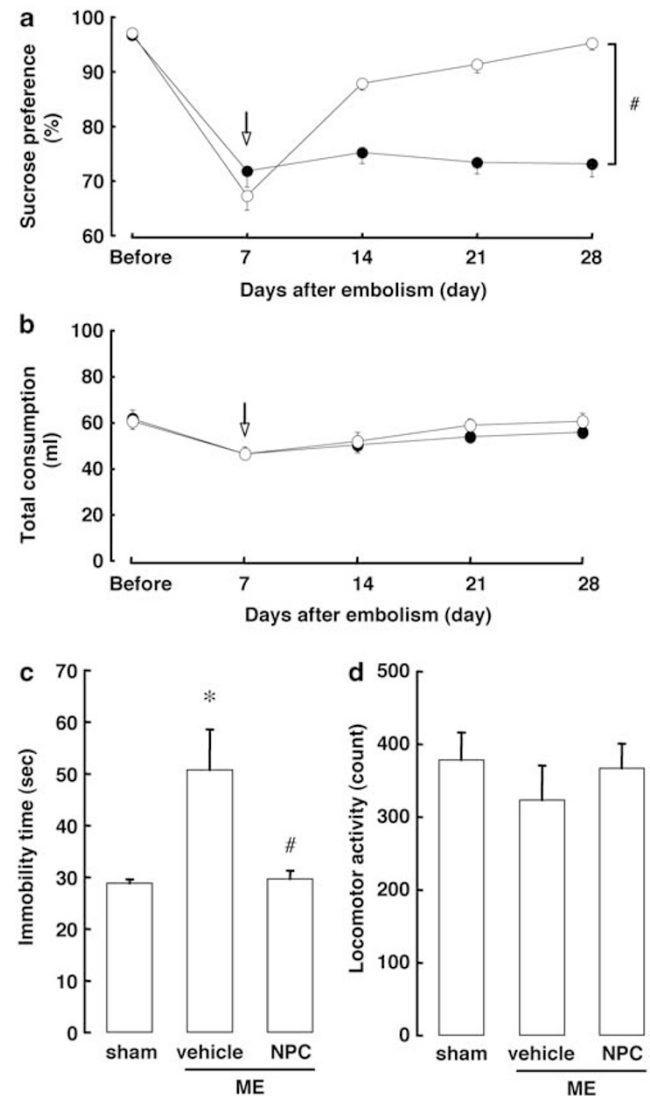 a
100
90
80
70
60
Sucrose preference
(%)
#
Before 7 14 21 28
Days after embolism (day)
b
100
80
60
40
20
0
Total consumption
(ml)
Before 7 14 21 28
Days after embolism (day)
c
70
60
50
40
30
20
10
0
Immobility time (sec)
*
#
sham vehicle NPC
ME
d
500
400
300
200
100
0
Locomotor activity (count)
sham vehicle NPC
ME